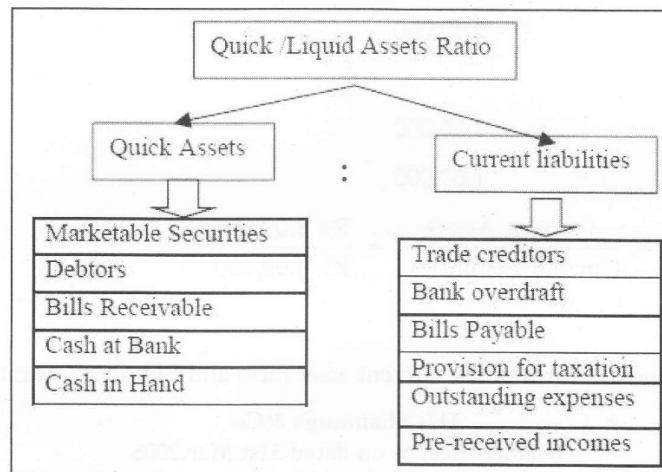 Quick /Liquid Assets Ratio
Quick Assets
:
Current liabilities
Marketable Securities
Debtors
Bills Receivable
Cash at Bank
Cash in Hand
Trade creditors
Bank overdraft
Bills Payable
Provision for taxation
Outstanding expenses
Pre-received incomes